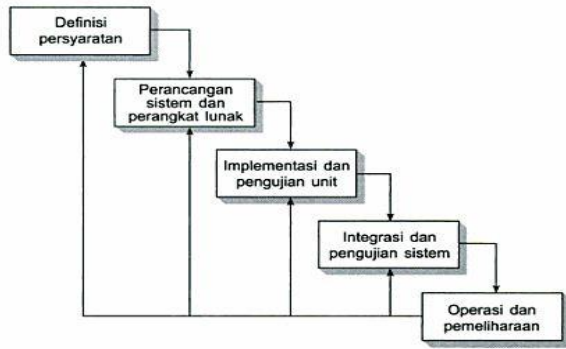 Definisi
persyaratan
Perancangan
sistem dan
perangkat lunak
Implementasi dan
pengujian unit
Integrasi dan
pengujian sistem
Operasi dan
pemeliharaan